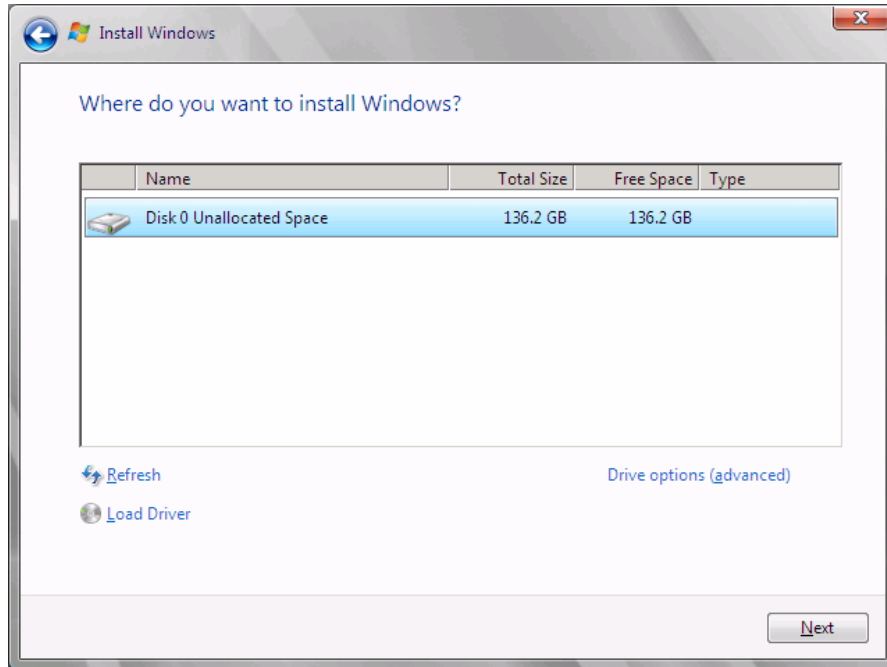 Install Windows
Where do you want to install Windows?
Name Total Size Free Space Type
Disk 0 Unallocated Space 136.2 GB 136.2 GB
Refresh Drive options (advanced)
Load Driver
Next